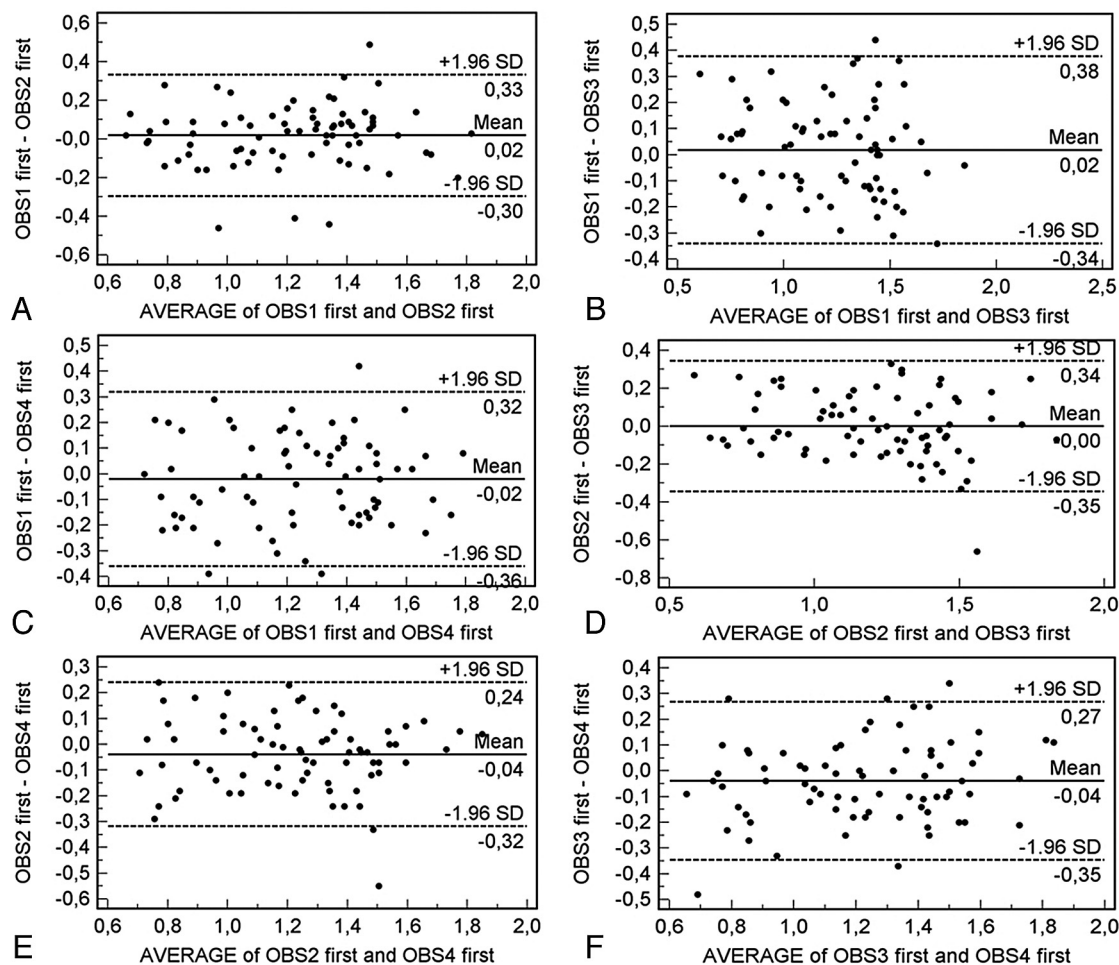 OBS1 first - OBS2 first
0,6
0,4
0,2
-0,0
-0,2
-0,4
-0,6
+1.96 SD
0,33
Mean
0,02
-1.96 SD
-0,30
0,6 0,8 1,0 1,2 1,4 1,6 1,8 2,0
A AVERAGE of OBS1 first and OBS2 first
OBS1 first - OBS3 first
0,5
0,4
0,3
0,2
0,1
0,0
-0,1
-0,2
-0,3
-0,4
+1.96 SD
0,38
Mean
0,02
-1.96 SD
-0,34
0,5 1,0 1,5 2,0 2,5
B AVERAGE of OBS1 first and OBS3 first
OBS1 first - OBS4 first
0,5
0,4
0,3
0,2
0,1
0,0
-0,1
-0,2
-0,3
-0,4
+1.96 SD
0,32
Mean
-0,02
-1.96 SD
-0,36
0,6 0,8 1,0 1,2 1,4 1,6 1,8 2,0
C AVERAGE of OBS1 first and OBS4 first
OBS2 first - OBS3 first
0,4
0,2
0,0
-0,2
-0,4
-0,6
-0,8
+1.96 SD
0,34
Mean
-0,00
-1.96 SD
-0,35
0,5 1,0 1,5 2,0
D AVERAGE of OBS2 first and OBS3 first
OBS2 first - OBS4 first
0,3
0,2
0,1
0,0
-0,1
-0,2
-0,3
-0,4
-0,5
-0,6
+1.96 SD
0,24
Mean
-0,04
-1.96 SD
-0,32
0,6 0,8 1,0 1,2 1,4 1,6 1,8 2,0
E AVERAGE of OBS2 first and OBS4 first
OBS3 first - OBS4 first
0,4
0,3
0,2
0,1
0,0
-0,1
-0,2
-0,3
-0,4
-0,5
+1.96 SD
0,27
Mean
-0,04
-1.96 SD
-0,35
0,6 0,8 1,0 1,2 1,4 1,6 1,8 2,0
F AVERAGE of OBS3 first and OBS4 first